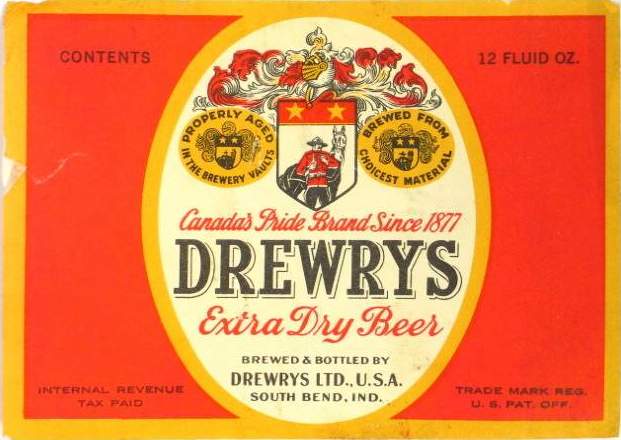 CONTENTS
12 FLUID OZ.
PROPERLY AGED
IN THE BREWERY VAULTS
BREWED FROM
CHOICEST MATERIAL
Canada's Pride Brand Since 1877
DREWRYS
Extra Dry Beer
BREWED & BOTTLED BY
DREWRYS LTD., U.S.A.
SOUTH BEND, IND.
INTERNAL REVENUE
TAX PAID
TRADE MARK REG.
U. S. PAT. OFF.